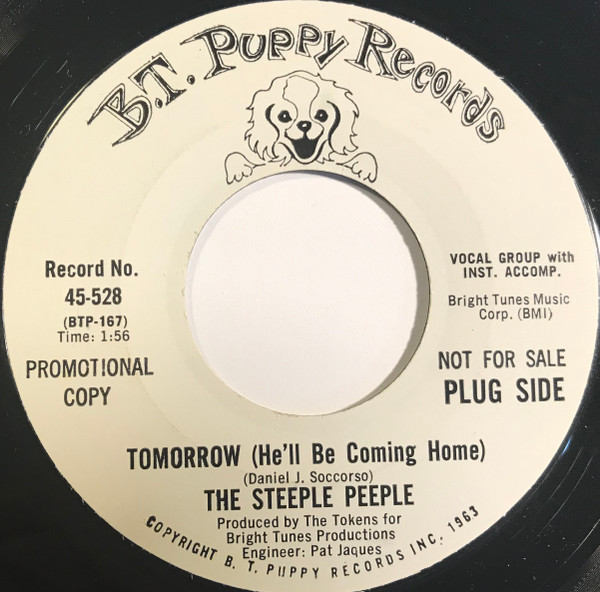 B.T. Puppy Records
Record No.
45-528
(BTP-167)
Time: 1:56
PROMOTIONAL
COPY
VOCAL GROUP with
INST. ACCOMP.
Bright Tunes Music
Corp. (BMI)
NOT FOR SALE
PLUG SIDE
TOMORROW (He'll Be Coming Home)
(Daniel J. Soccorso)
THE STEEPLE PEEPLE
Produced by The Tokens for
Bright Tunes Productions
Engineer: Pat Jaques
COPYRIGHT B. T. PUPPY RECORDS INC. 1963